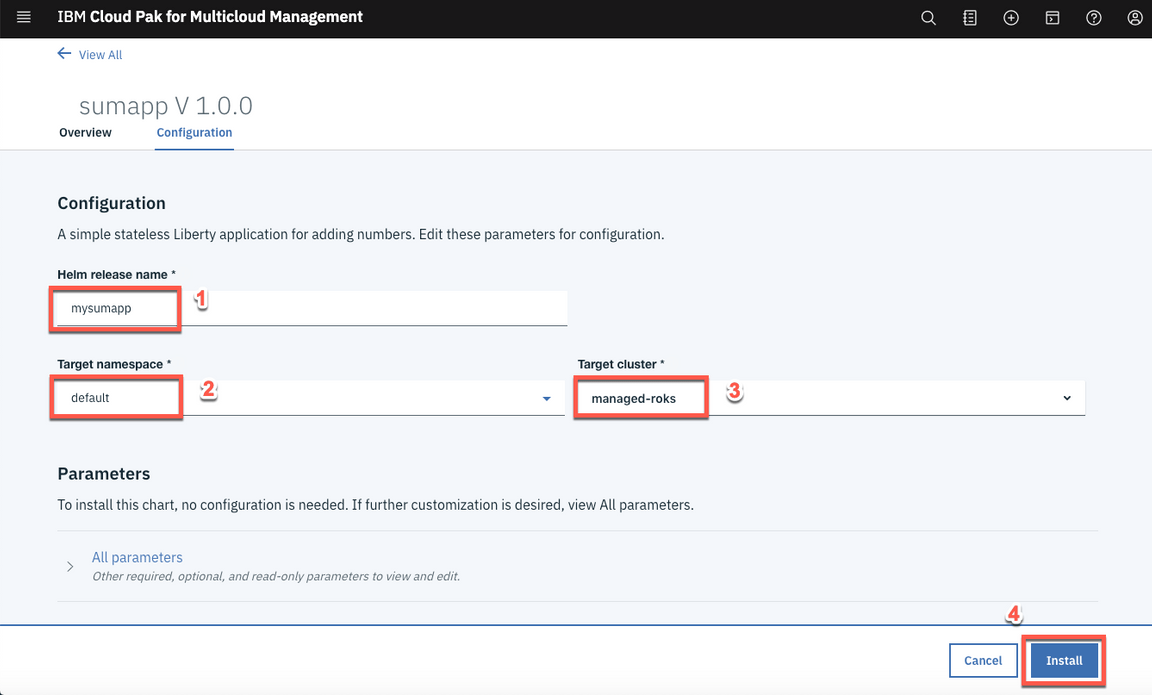 IBM Cloud Pak for Multicloud Management
View All
sumapp V 1.0.0
Overview Configuration
Configuration
A simple stateless Liberty application for adding numbers. Edit these parameters for configuration.
Helm release name *
mysumapp 1
Target namespace * Target cluster *
default 2 managed-roks 3
Parameters
To install this chart, no configuration is needed. If further customization is desired, view All parameters.
All parameters
Other required, optional, and read-only parameters to view and edit.
4
Cancel Install